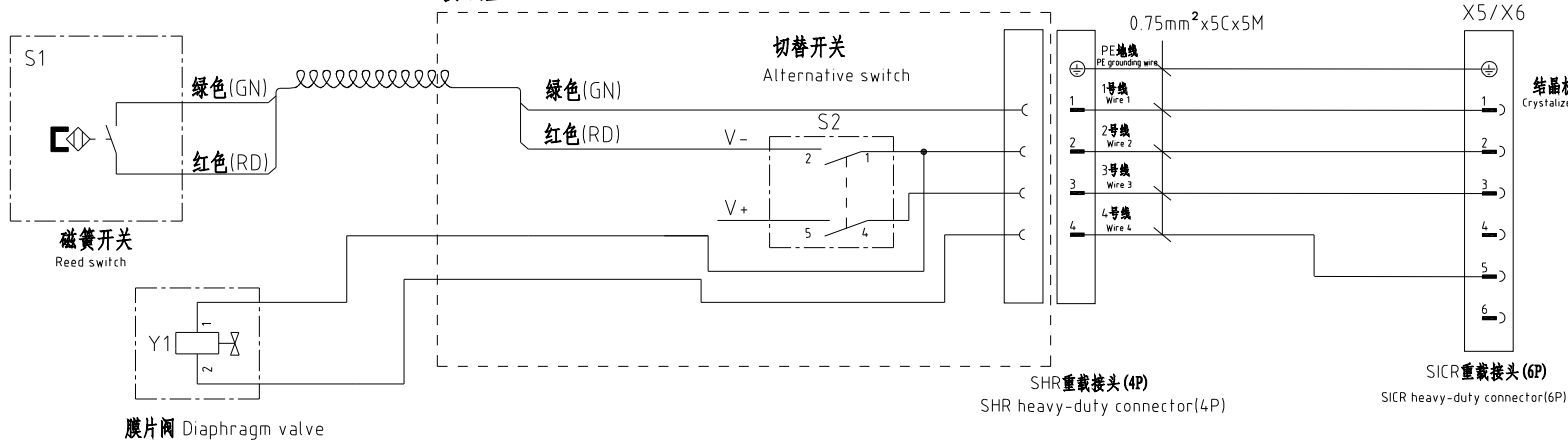 S1
绿色(GN)
红色(RD)
磁簧开关
Reed switch
Y1
1
2
膜片阀 Diaphragm valve
切替开关
Alternative switch
绿色(GN)
红色(RD)
V-
S2
2
1
V+
5
4
0.75mm²x5Cx5M
PE地线
PE grounding wire
1
1号线
Wire 1
2
2号线
Wire 2
3
3号线
Wire 3
4
4号线
Wire 4
SHR重载接头(4P)
SHR heavy-duty connector(4P)
X5/X6
1
2
3
4
5
6
SICR重载接头(6P)
SICR heavy-duty connector(6P)
结晶